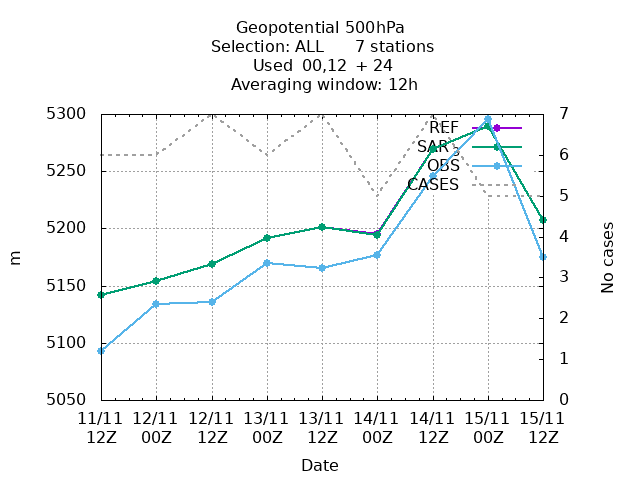 Geopotential 500hPa
Selection: ALL 7 stations
Used 00,12 + 24
Averaging window: 12h
5300
5250
5200
5150
5100
5050
m
7
6
5
4
3
2
1
0
No cases
REF
SAR
OBS
CASES
11/11 12/11 12/11 13/11 13/11 14/11 14/11 15/11 15/11
12Z 00Z 12Z 00Z 12Z 00Z 12Z 00Z 12Z
Date